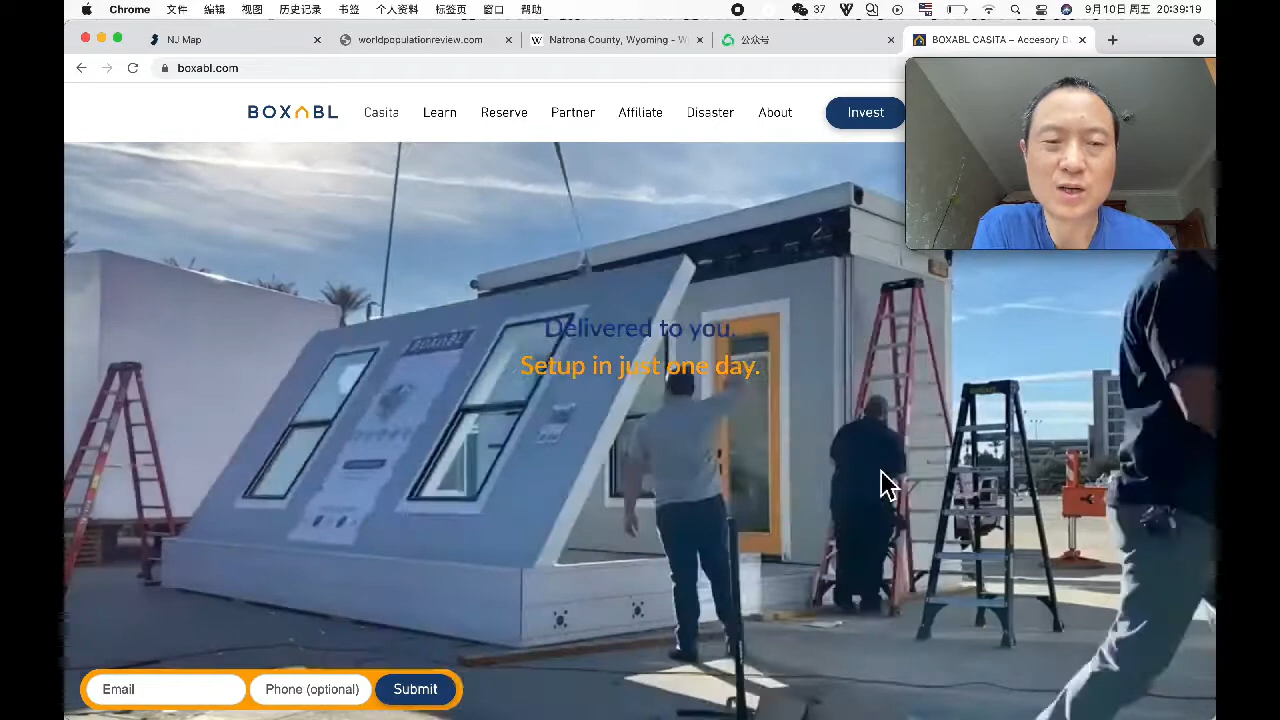 Chrome 文件 编辑 视图 历史记录 书签 个人资料 标签页 窗口 帮助 37 9月10日 周五 20:39:19
NJ Map worldpopulationreview.com Natrona County, Wyoming - W 公众号 BOXABL CASITA – Accesory D
boxabl.com
BOXABL Casita Learn Reserve Partner Affiliate Disaster About Invest
BOXABL
Delivered to you.
Setup in just one day.
Email Phone (optional) Submit